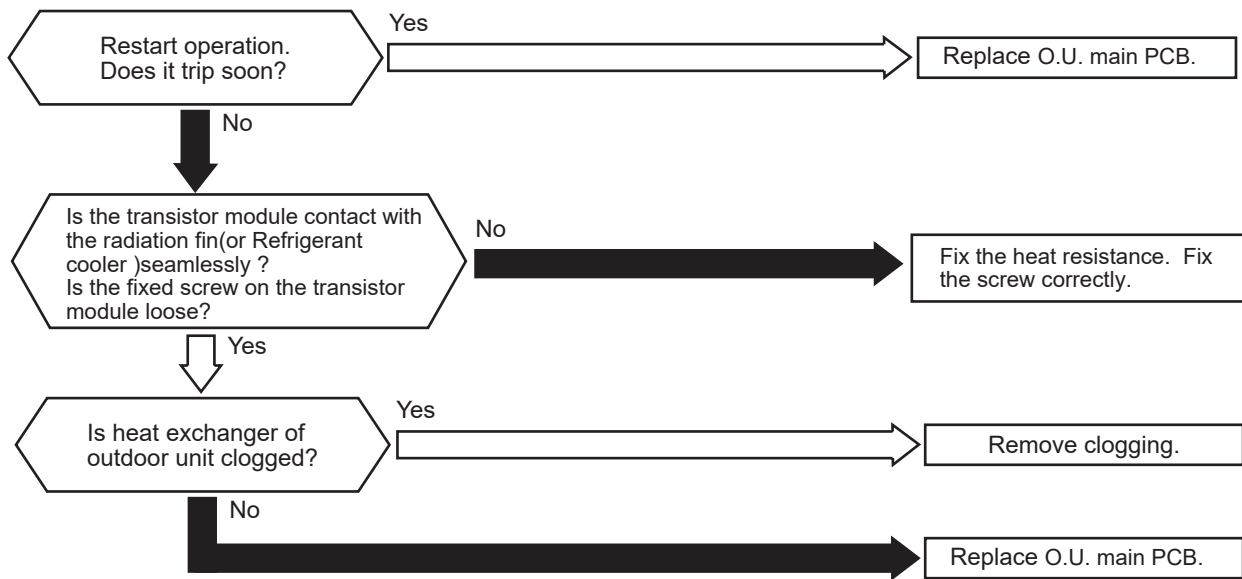 Yes
Restart operation.
Does it trip soon?
Replace O.U. main PCB.
No
Is the transistor module contact with
the radiation fin(or Refrigerant
cooler )seamlessly ?
Is the fixed screw on the transistor
module loose?
No
Fix the heat resistance. Fix
the screw correctly.
Yes
Is heat exchanger of
outdoor unit clogged?
Yes
Remove clogging.
No
Replace O.U. main PCB.